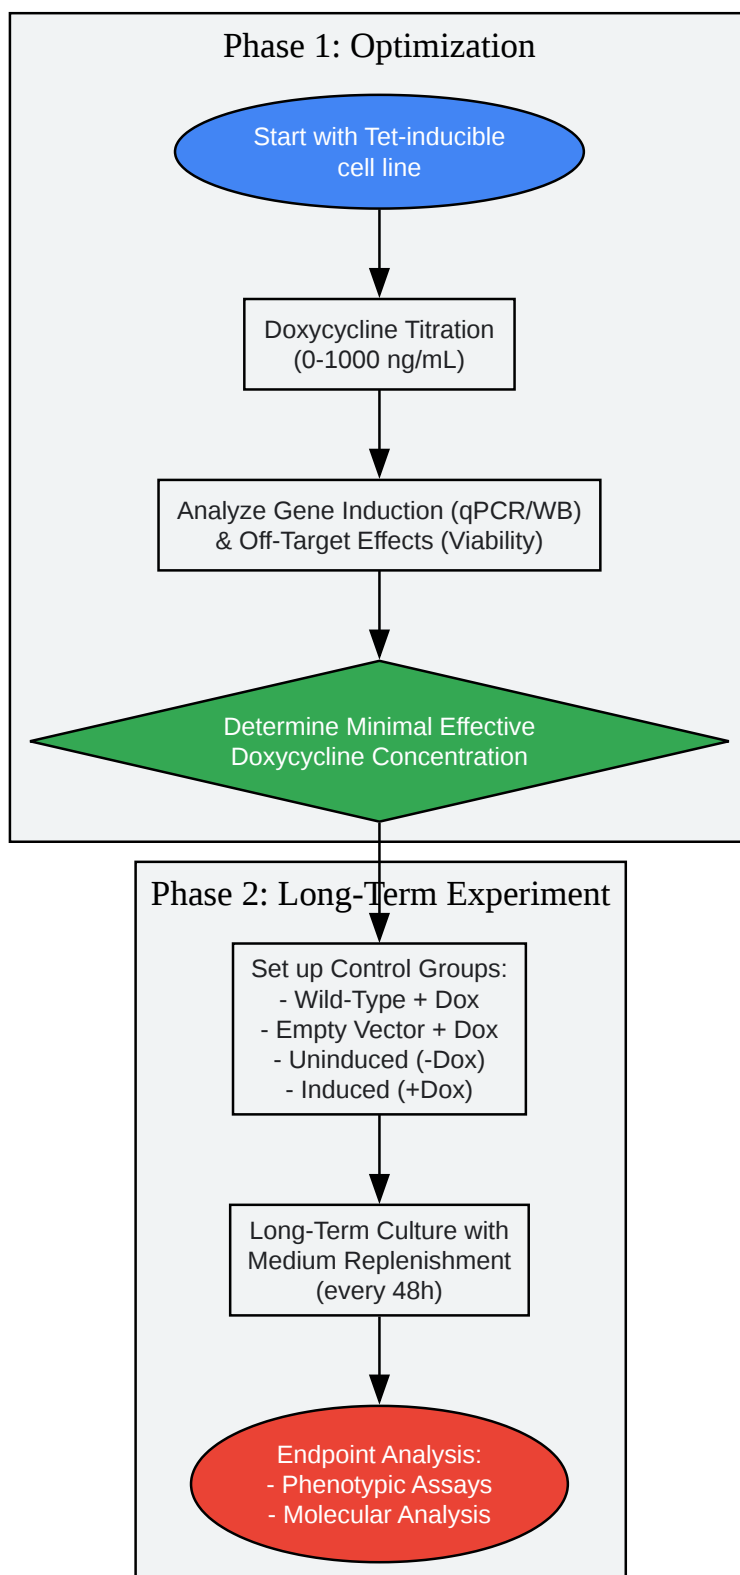 Phase 1: Optimization
Start with Tet-inducible
cell line
Doxycycline Titration
(0-1000 ng/mL)
Analyze Gene Induction (qPCR/WB)
& Off-Target Effects (Viability)
Determine Minimal Effective
Doxycycline Concentration
Phase 2: Long-Term Experiment
Set up Control Groups:
- Wild-Type + Dox
- Empty Vector + Dox
- Uninduced (-Dox)
- Induced (+Dox)
Long-Term Culture with
Medium Replenishment
(every 48h)
Endpoint Analysis:
- Phenotypic Assays
- Molecular Analysis